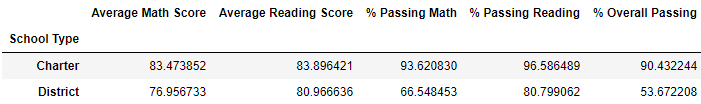 Average Math Score Average Reading Score % Passing Math % Passing Reading % Overall Passing
School Type
Charter 83.473852 83.896421 93.620830 96.586489 90.432244
District 76.956733 80.966636 66.548453 80.799062 53.672208